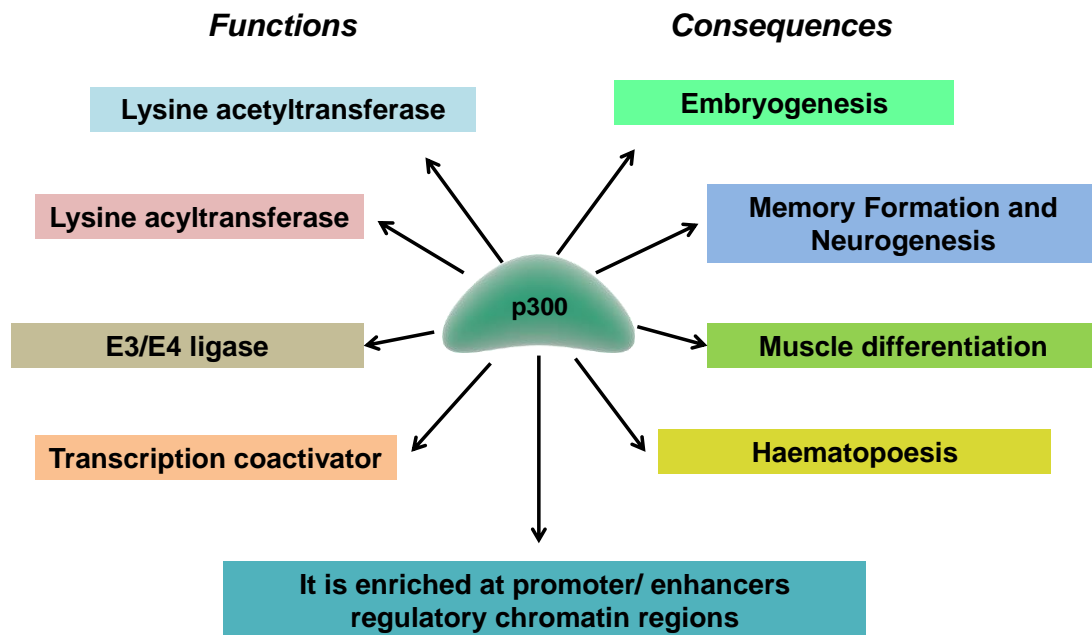 Functions
Consequences
Lysine acetyltransferase
Embryogenesis
Lysine acyltransferase
Memory Formation and
Neurogenesis
p300
E3/E4 ligase
Muscle differentiation
Transcription coactivator
Haematopoesis
It is enriched at promoter/ enhancers
regulatory chromatin regions